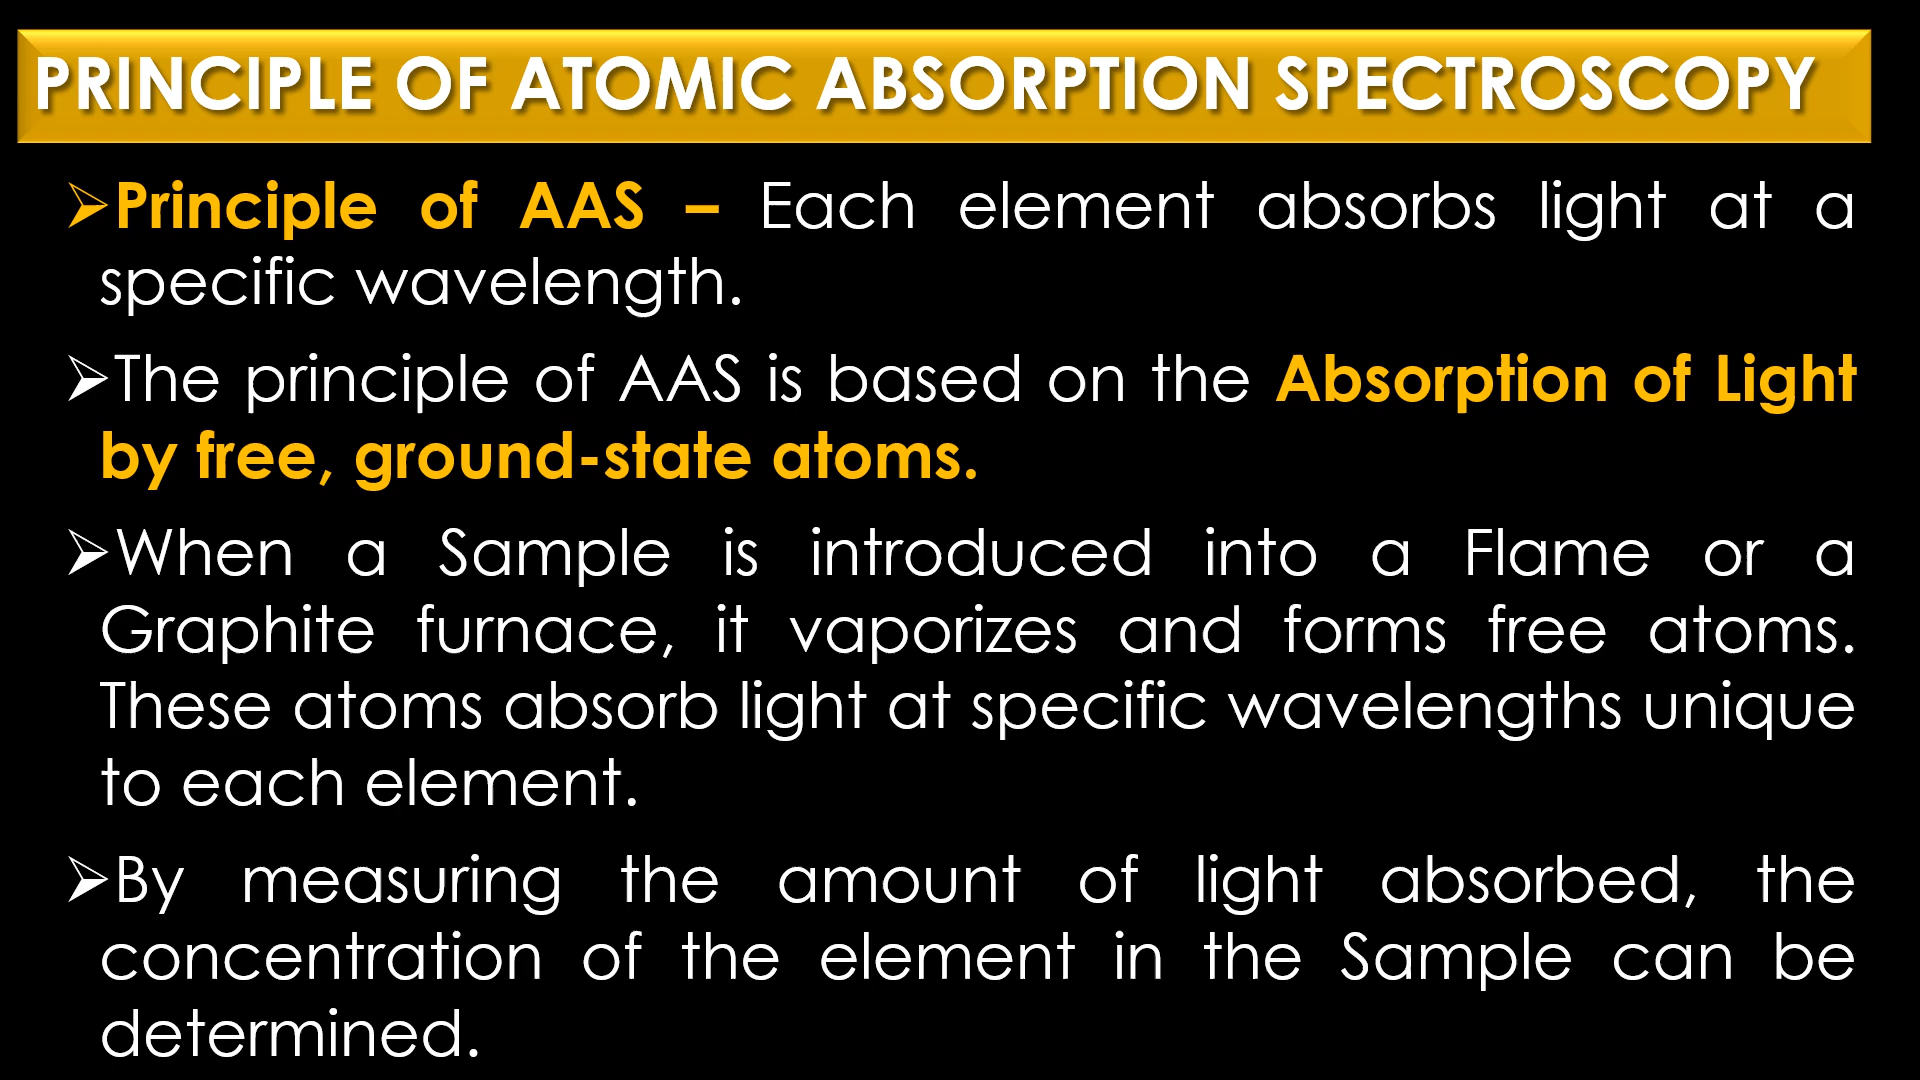 PRINCIPLE OF ATOMIC ABSORPTION SPECTROSCOPY
➢Principle of AAS – Each element absorbs light at a
specific wavelength.
➢The principle of AAS is based on the Absorption of Light
by free, ground-state atoms.
➢When a Sample is introduced into a Flame or a
Graphite furnace, it vaporizes and forms free atoms.
These atoms absorb light at specific wavelengths unique
to each element.
➢By measuring the amount of light absorbed, the
concentration of the element in the Sample can be
determined.